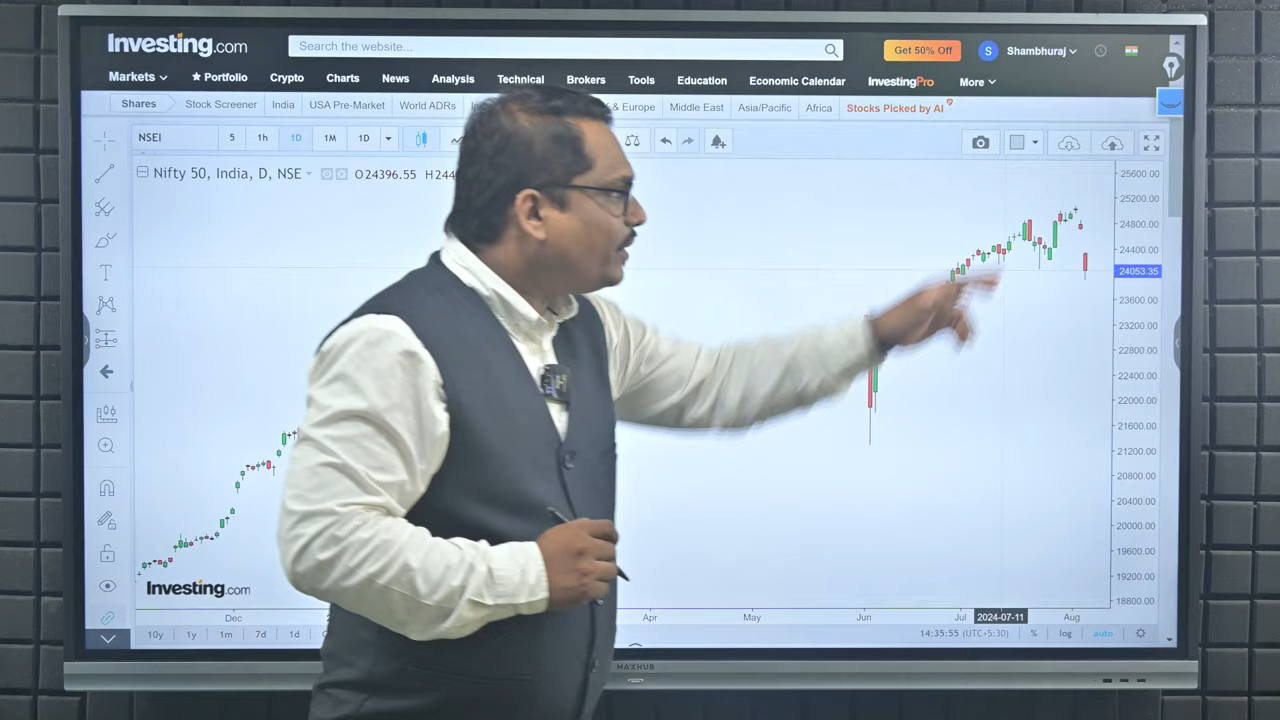 Investing.com
Search the website...
Get 50% Off
S
Shambhuraj
Markets
Portfolio
Crypto
Charts
News
Analysis
Technical
Brokers
Tools
Education
Economic Calendar
InvestingPro
More
Shares
Stock Screener
India
USA Pre-Market
World ADRs
& Europe
Middle East
Asia/Pacific
Africa
Stocks Picked by AI
NSEI
5
1h
1D
1M
1D
Nifty 50, India, D, NSE
O24396.55
H244
25600.00
25200.00
24800.00
24400.00
24053.35
23600.00
23200.00
22800.00
22400.00
22000.00
21600.00
21200.00
20800.00
20400.00
20000.00
19600.00
19200.00
18800.00
Investing.com
Dec
Apr
May
Jun
Jul
2024-07-11
Aug
10y
1y
1m
7d
1d
14:35:55 (UTC+5:30)
%
log
auto
MAXHUB